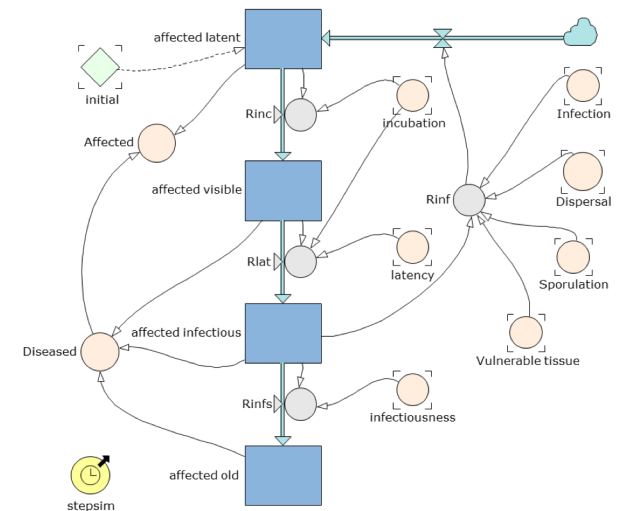 affected latent
initial
Rinc
incubation
Infection
Affected
affected visible
Rinf
Dispersal
Rlat
latency
Sporulation
affected infectious
Diseased
Vulnerable tissue
Rinfs
infectiousness
affected old
stepsim